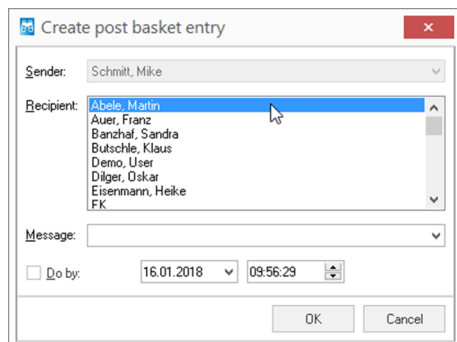 Create post basket entry
Sender: Schmitt, Mike
Recipient: Abele, Martin
Auer, Franz
Banzhaf, Sandra
Butschle, Klaus
Demo, User
Dilger, Oskar
Eisenmann, Heike
FK
Message:
Do by: 16.01.2018 09:56:29
OK Cancel